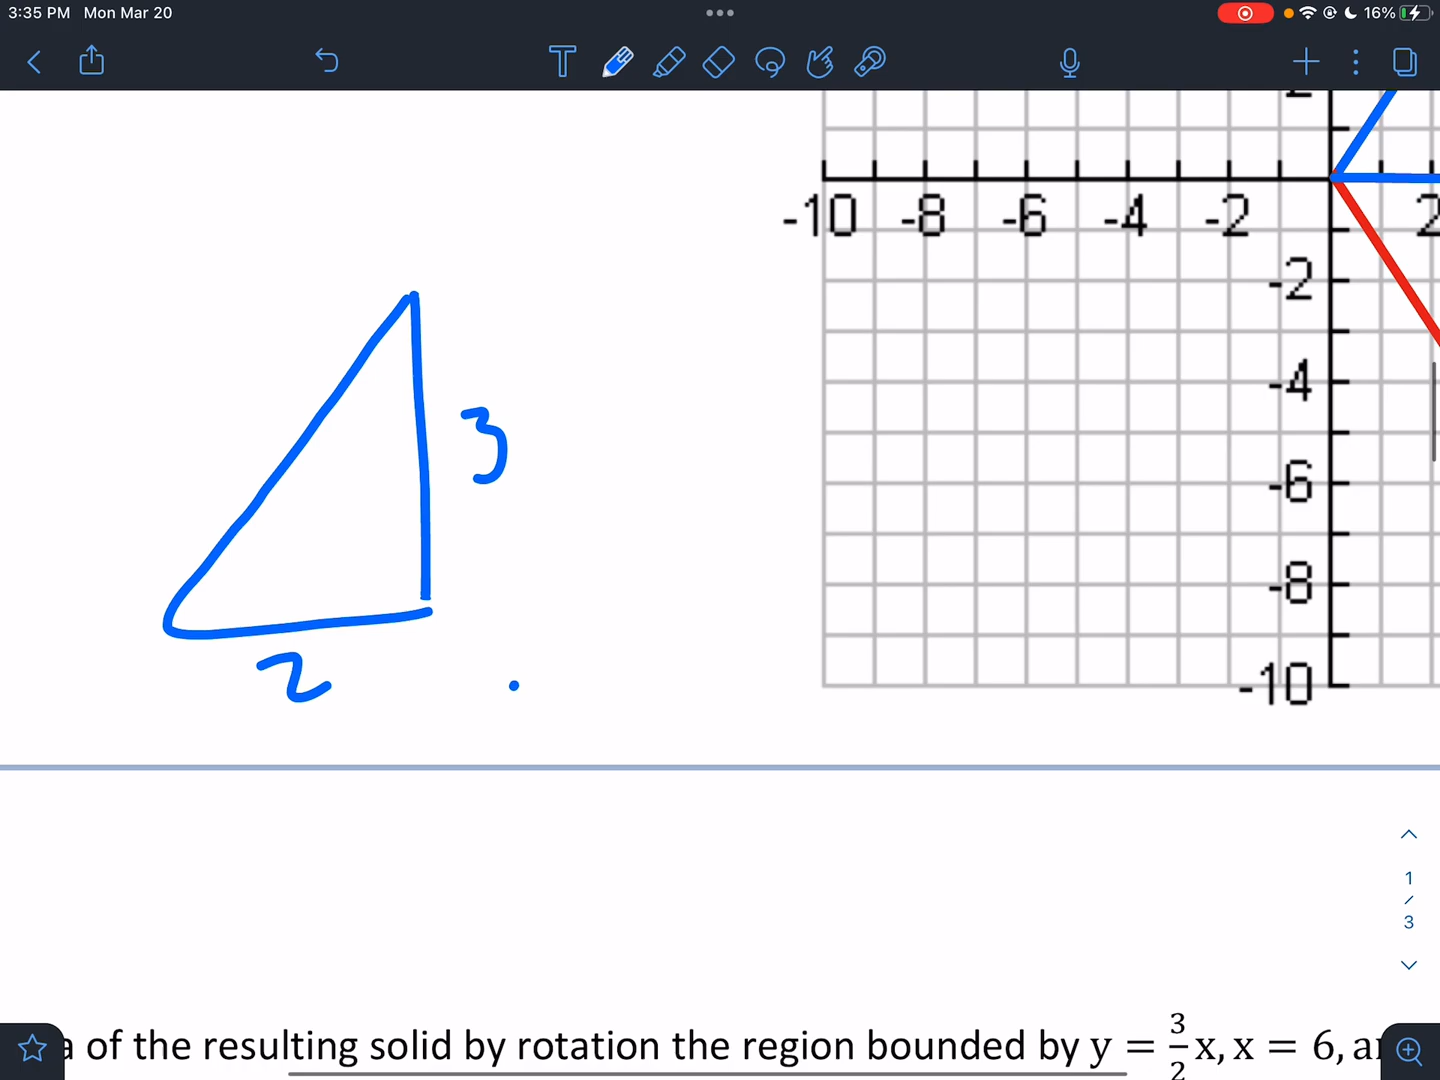 3:35 PM Mon Mar 20
16%
T
-10 -8 -6 -4 -2 2
-2
-4
-6
-8
-10
3
2
1
/
3
of the resulting solid by rotation the region bounded by y = 3/2 x, x = 6,